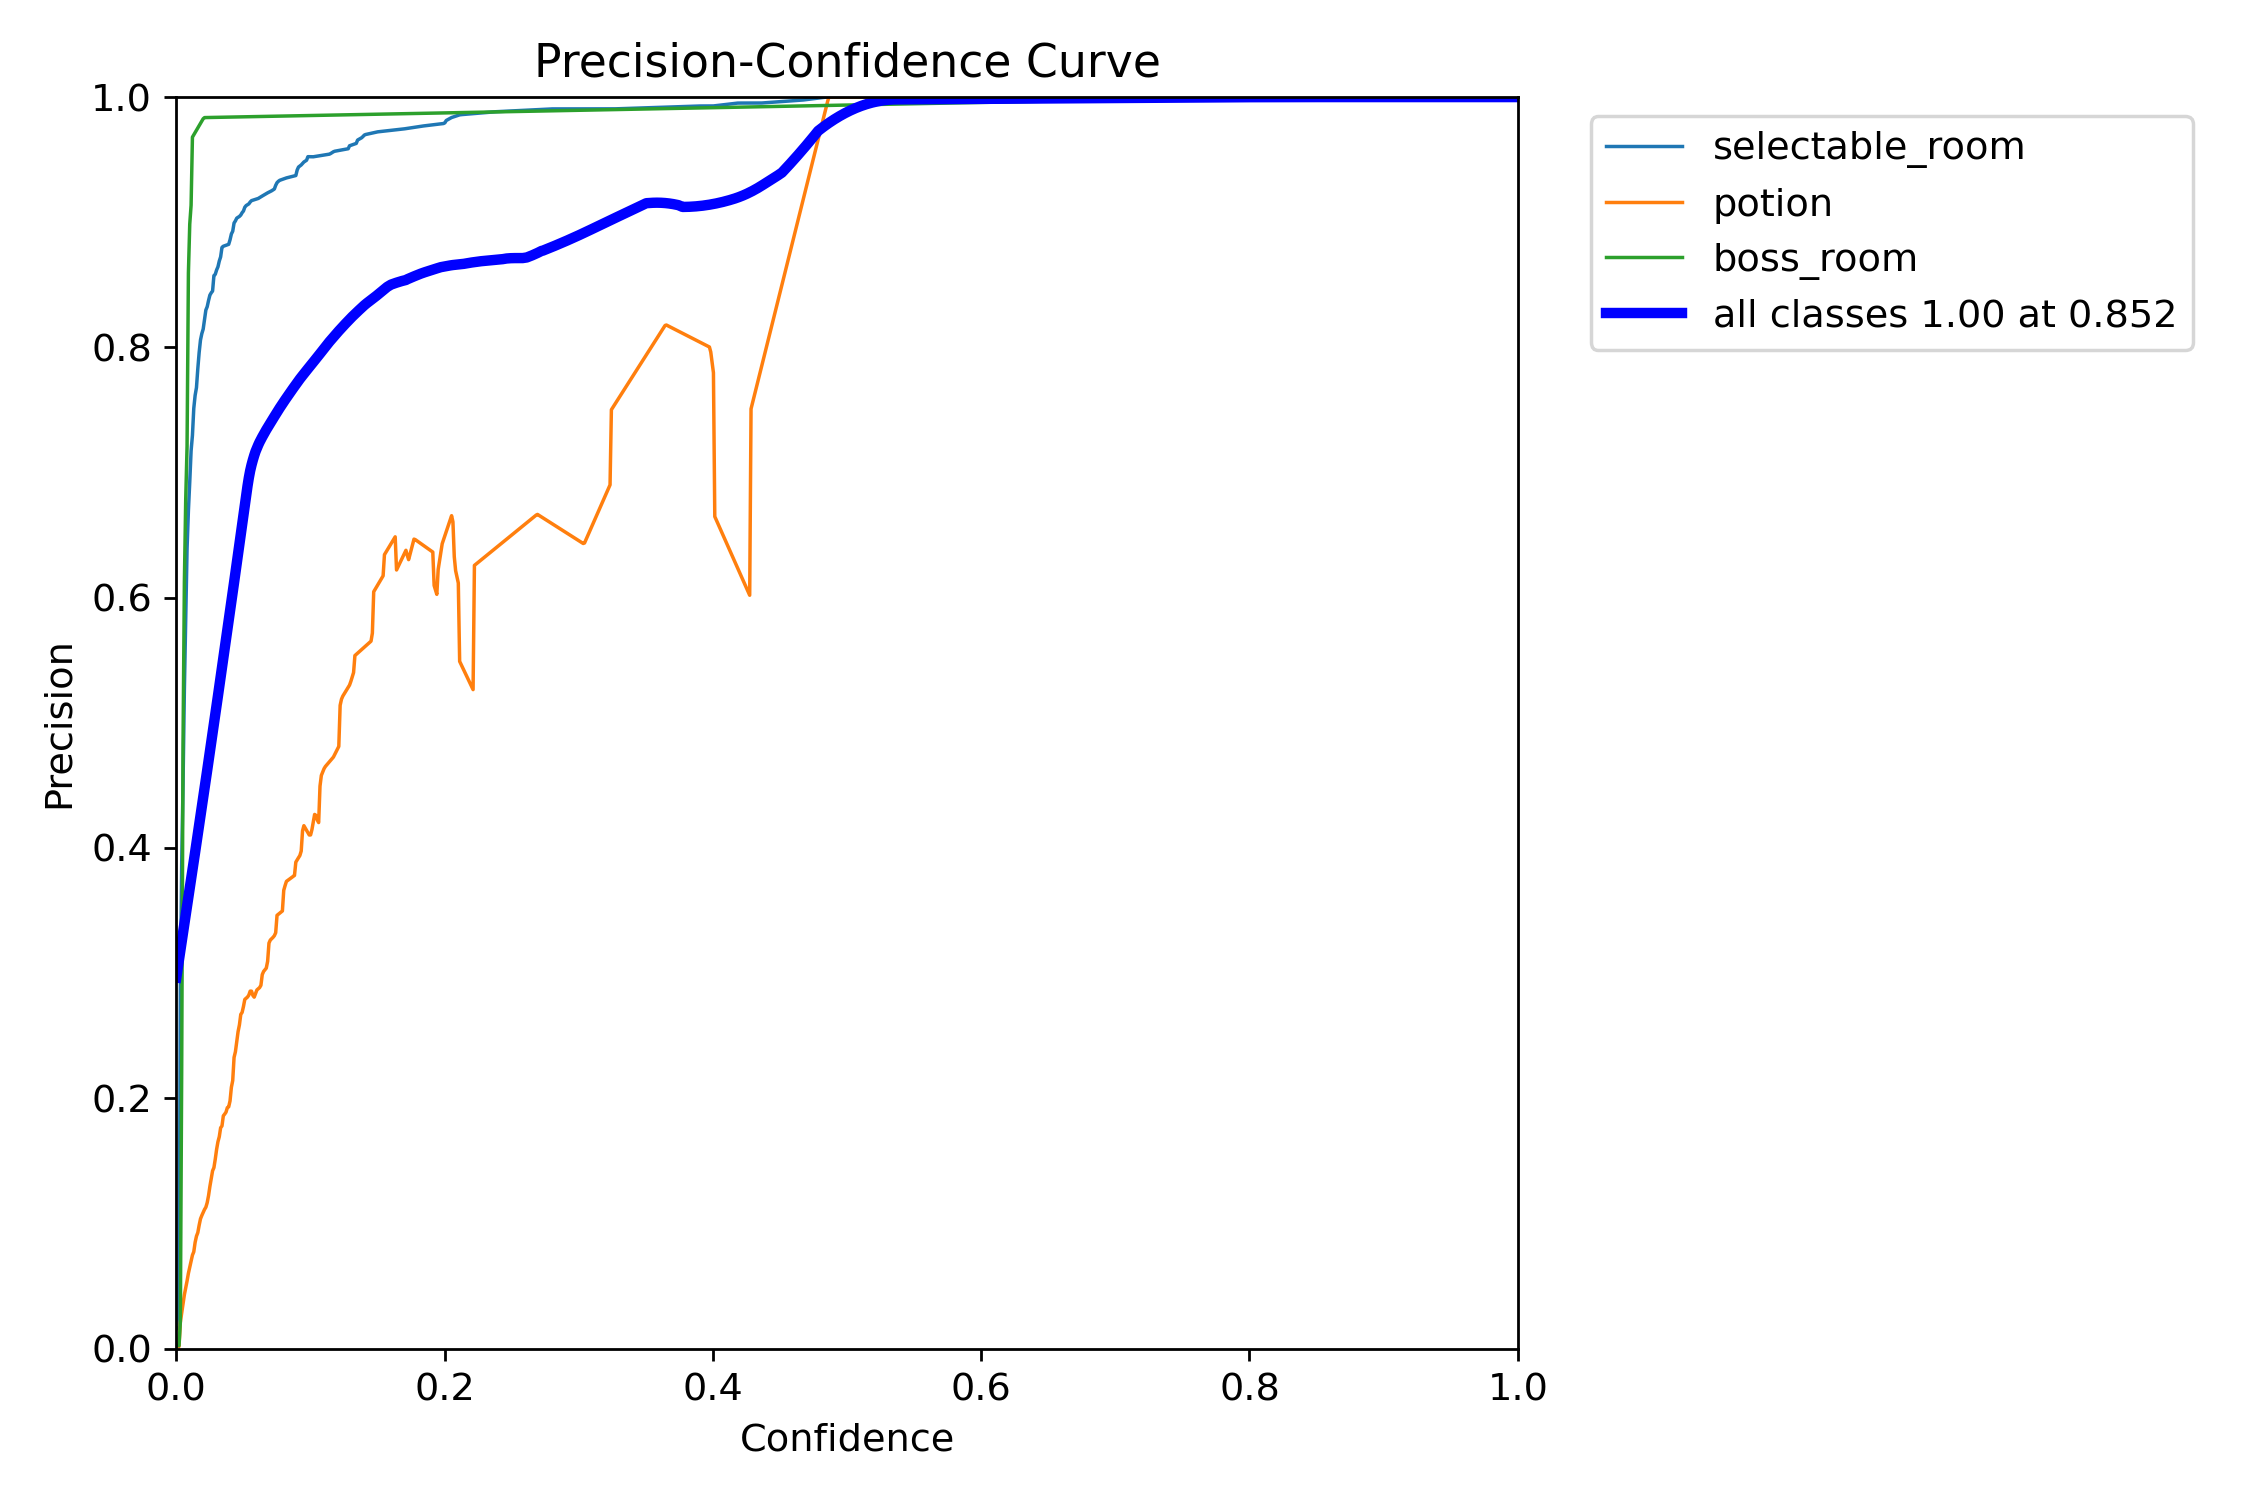 Precision-Confidence Curve
1.0
0.8
0.6
0.4
0.2
0.0
Precision
0.0 0.2 0.4 0.6 0.8 1.0
Confidence
selectable_room
potion
boss_room
all classes 1.00 at 0.852